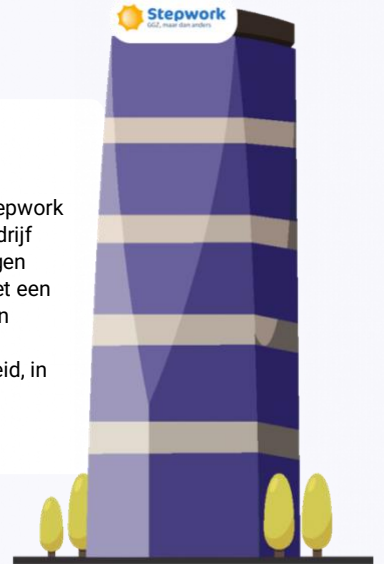 Stepwork
GGZ, maar dan anders
epwork
drijf
gen
et een
n
eid, in